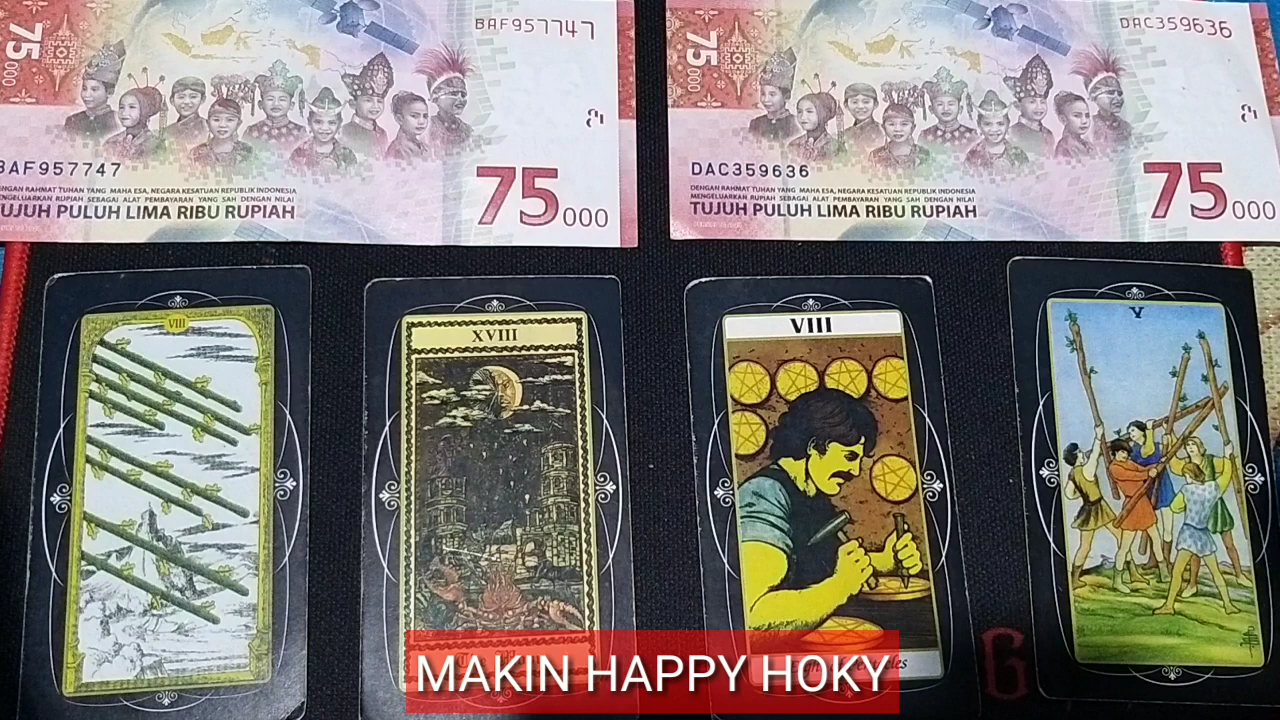 75
000
BAF957747
BAF957747
DENGAN RAHMAT TUHAN YANG MAHA ESA, NEGARA KESATUAN REPUBLIK INDONESIA
MENGELUARKAN RUPIAH SEBAGAI ALAT PEMBAYARAN YANG SAH DENGAN NILAI
TUJUH PULUH LIMA RIBU RUPIAH
75000
75
000
DAC359636
DAC359636
DENGAN RAHMAT TUHAN YANG MAHA ESA, NEGARA KESATUAN REPUBLIK INDONESIA
MENGELUARKAN RUPIAH SEBAGAI ALAT PEMBAYARAN YANG SAH DENGAN NILAI
TUJUH PULUH LIMA RIBU RUPIAH
75000
VIII
XVIII
VIII
V
G
MAKIN HAPPY HOKY